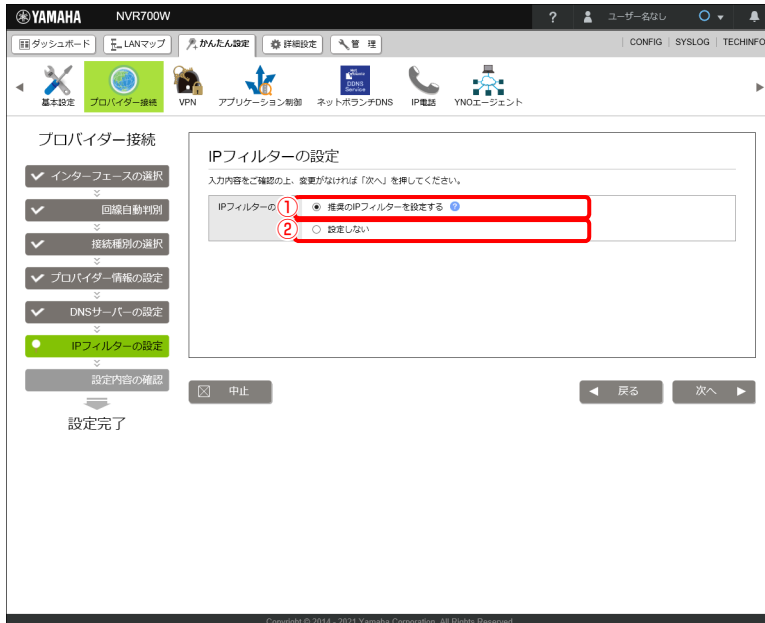 YAMAHA NVR700W ? ユーザー名なし
ダッシュボード LANマップ かんたん設定 詳細設定 管 理 CONFIG SYSLOG TECHINFO
基本設定 プロバイダー接続 VPN アプリケーション制御 ネットボランチDNS IP電話 YNOエージェント
DDNS
Service
プロバイダー接続
インターフェースの選択
回線自動判別
接続種別の選択
プロバイダー情報の設定
DNSサーバーの設定
IPフィルターの設定
設定内容の確認
設定完了
IPフィルターの設定
入力内容をご確認の上、変更がなければ「次へ」を押してください。
IPフィルターの ① 推奨のIPフィルターを設定する ?
② 設定しない
中止 戻る 次へ
Copyright © 2014 - 2021 Yamaha Corporation. All Rights Reserved.